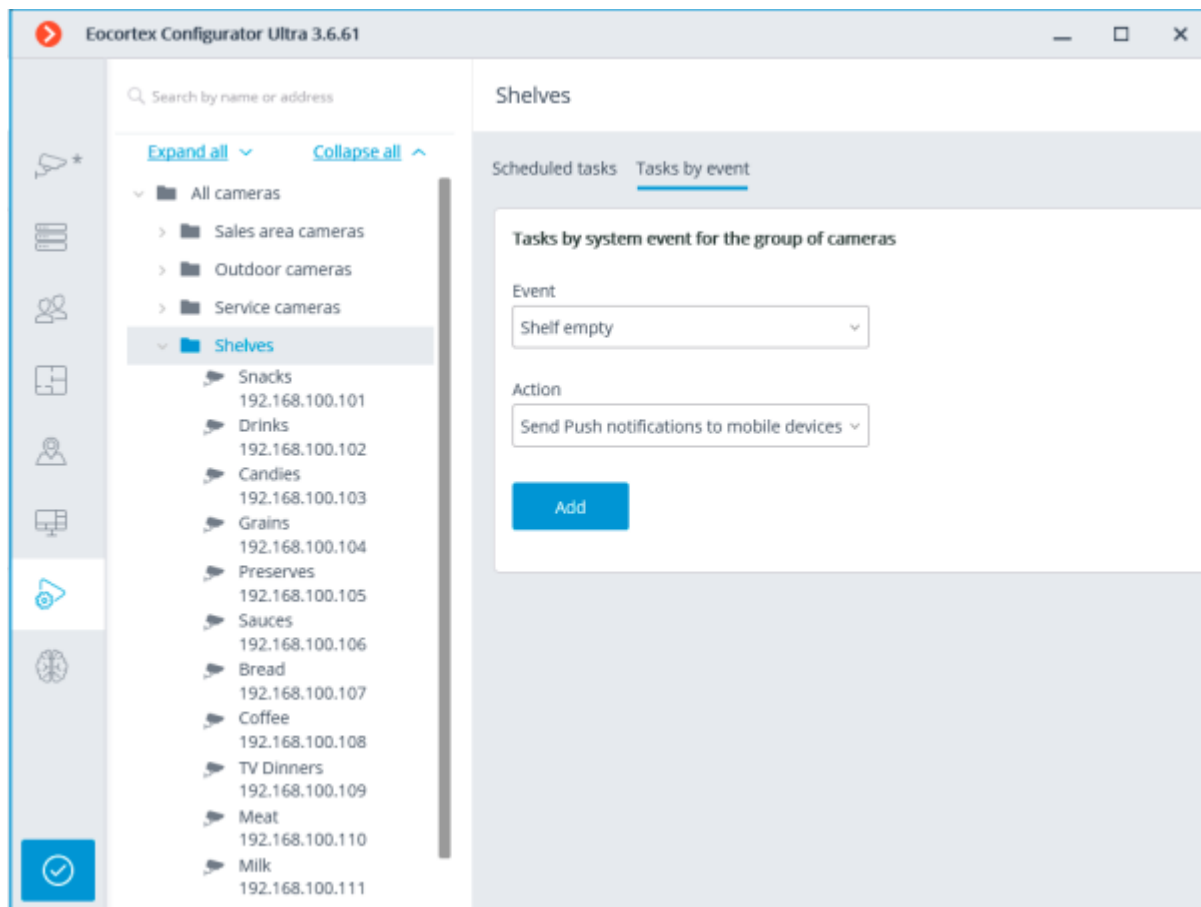 Eocortex Configurator Ultra 3.6.61
Search by name or address
Expand all
Collapse all
All cameras
Sales area cameras
Outdoor cameras
Service cameras
Shelves
Snacks
192.168.100.101
Drinks
192.168.100.102
Candies
192.168.100.103
Grains
192.168.100.104
Preserves
192.168.100.105
Sauces
192.168.100.106
Bread
192.168.100.107
Coffee
192.168.100.108
TV Dinners
192.168.100.109
Meat
192.168.100.110
Milk
192.168.100.111
Shelves
Scheduled tasks
Tasks by event
Tasks by system event for the group of cameras
Event
Shelf empty
Action
Send Push notifications to mobile devices
Add